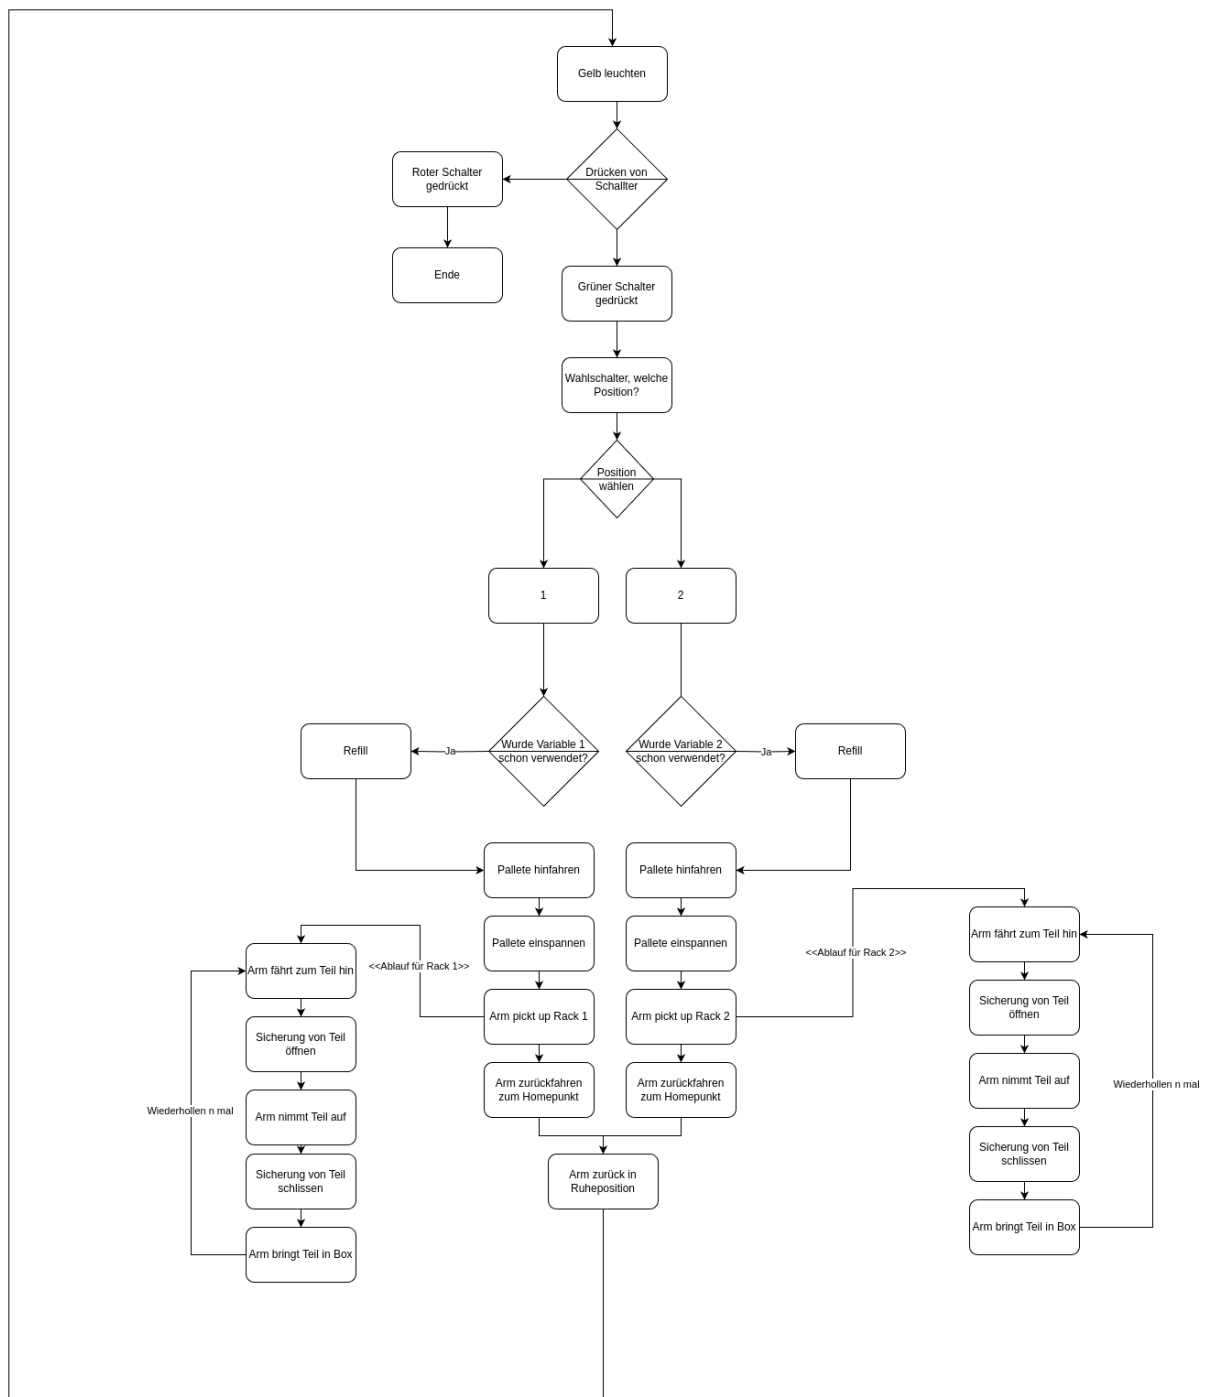 Gelb leuchten
Drücken von
Schallter
Roter Schalter
gedrückt
Ende
Grüner Schalter
gedrückt
Wahlschalter, welche
Position?
Position
wählen
1
2
Wurde Variable 1
schon verwendet?
Ja
Refill
Wurde Variable 2
schon verwendet?
Ja
Refill
Pallete hinfahren
Pallete einspannen
Arm pickt up Rack 1
Arm zurückfahren
zum Homepunkt
Pallete hinfahren
Pallete einspannen
Arm pickt up Rack 2
Arm zurückfahren
zum Homepunkt
Arm zurück in
Ruheposition
<<Ablauf für Rack 1>>
Arm fährt zum Teil hin
Sicherung von Teil
öffnen
Arm nimmt Teil auf
Sicherung von Teil
schlissen
Arm bringt Teil in Box
Wiederhollen n mal
<<Ablauf für Rack 2>>
Arm fährt zum Teil hin
Sicherung von Teil
öffnen
Arm nimmt Teil auf
Sicherung von Teil
schlissen
Arm bringt Teil in Box
Wiederhollen n mal